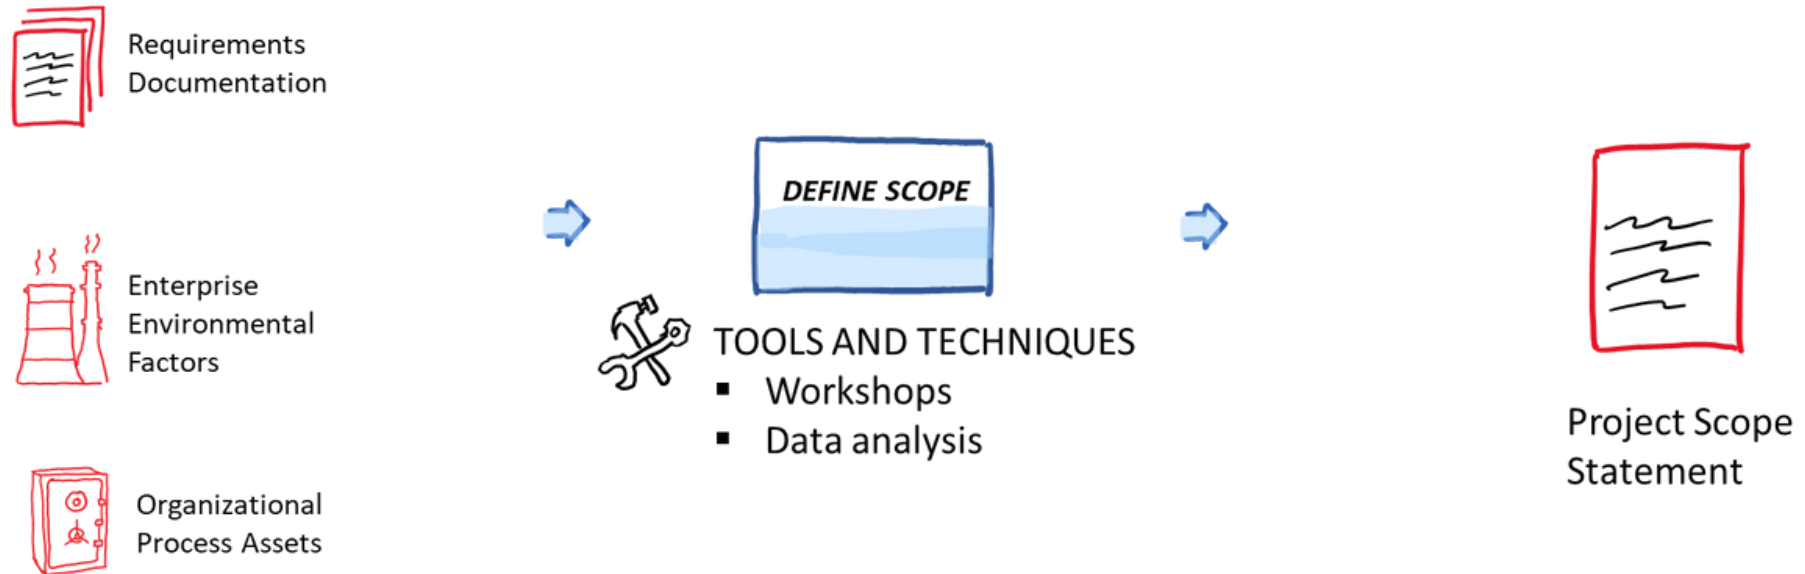 Requirements
Documentation
Enterprise
Environmental
Factors
Organizational
Process Assets
DEFINE SCOPE
TOOLS AND TECHNIQUES
▪ Workshops
▪ Data analysis
Project Scope
Statement